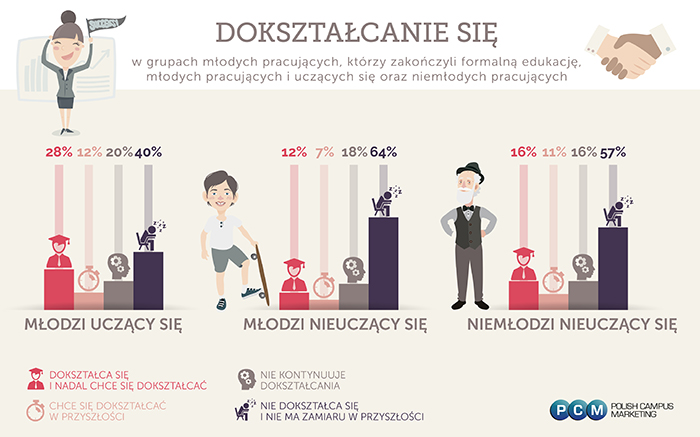 DOKSZTAŁCANIE SIĘ
w grupach młodych pracujących, którzy zakończyli formalną edukację,
młodych pracujących i uczących się oraz niemłodych pracujących
28% 12% 20% 40%
12% 7% 18% 64%
16% 11% 16% 57%
MŁODZI UCZĄCY SIĘ
MŁODZI NIEUCZĄCY SIĘ
NIEMŁODZI NIEUCZĄCY SIĘ
DOKSZTAŁCA SIĘ
I NADAL CHCE SIĘ DOKSZTAŁCAĆ
NIE KONTYNUUJE
DOKSZTAŁCANIA
CHCE SIĘ DOKSZTAŁCAĆ
W PRZYSZŁOŚCI
NIE DOKSZTAŁCA SIĘ
I NIE MA ZAMIARU W PRZYSZŁOŚCI
PCM POLISH CAMPUS
MARKETING